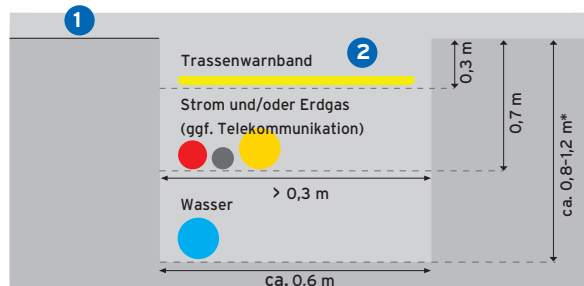 1
2
Trassenwarnband
0,3 m
Strom und/oder Erdgas
(ggf. Telekommunikation)
0,7 m
ca. 0,8–1,2 m*
> 0,3 m
Wasser
ca. 0,6 m